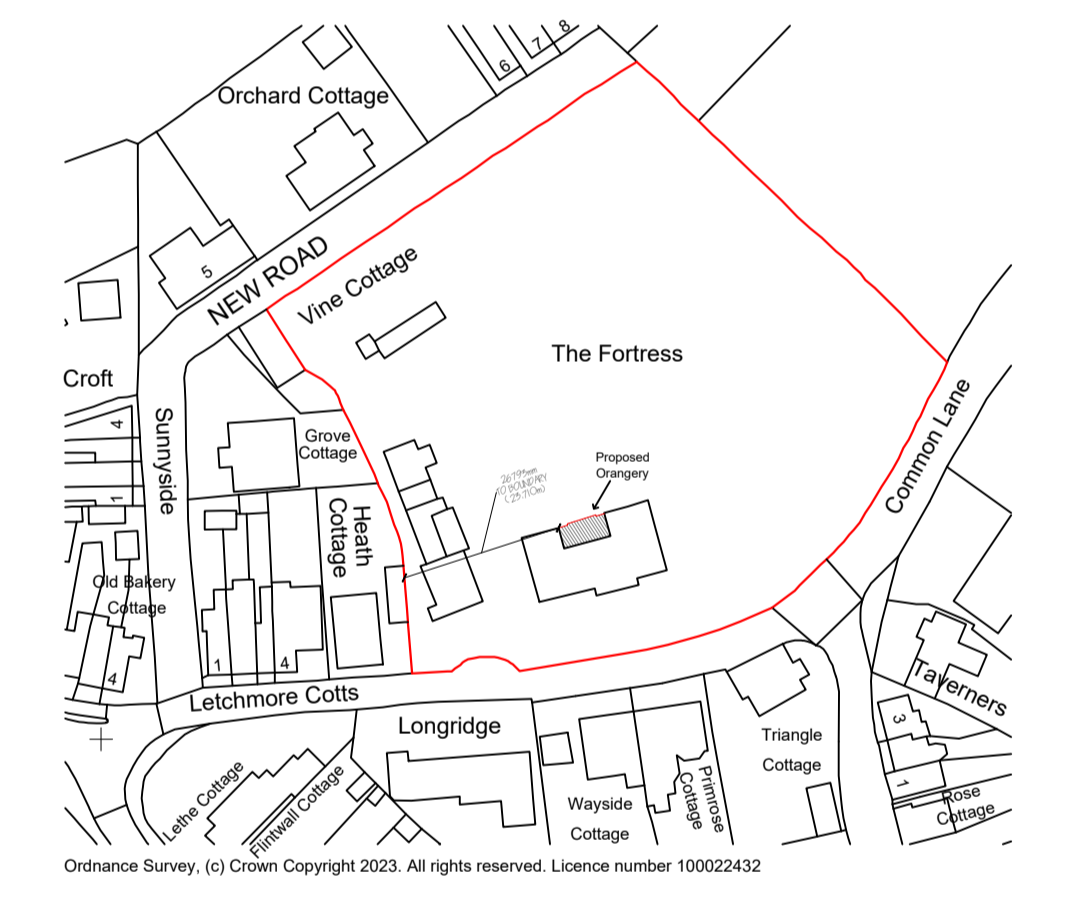 8
7
6
Orchard Cottage
5
NEW ROAD
Vine Cottage
The Fortress
Croft
Common Lane
4
Sunnyside
Grove
Cottage
Proposed
Orangery
TO BOUNDARY
1
Heath
Cottage
Old Bakery
Cottage
1
4
4
Letchmore Cotts
Taverners
Longridge
3
Triangle
Cottage
Lethe Cottage
Flintwall Cottage
Wayside
Cottage
Primrose
Cottage
1
Rose
Cottage
Ordnance Survey, (c) Crown Copyright 2023. All rights reserved. Licence number 100022432